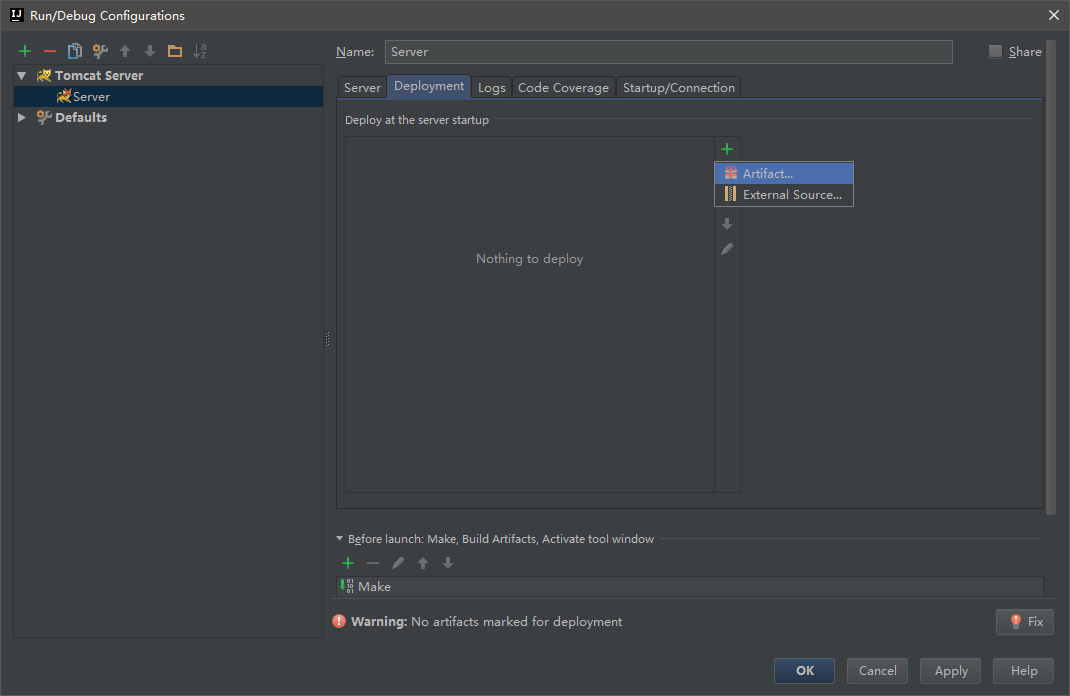 Run/Debug Configurations
Name: Server Share
Tomcat Server
Server
Defaults
Server Deployment Logs Code Coverage Startup/Connection
Deploy at the server startup
Artifact...
External Source...
Nothing to deploy
Before launch: Make, Build Artifacts, Activate tool window
Make
Warning: No artifacts marked for deployment
Fix
OK Cancel Apply Help